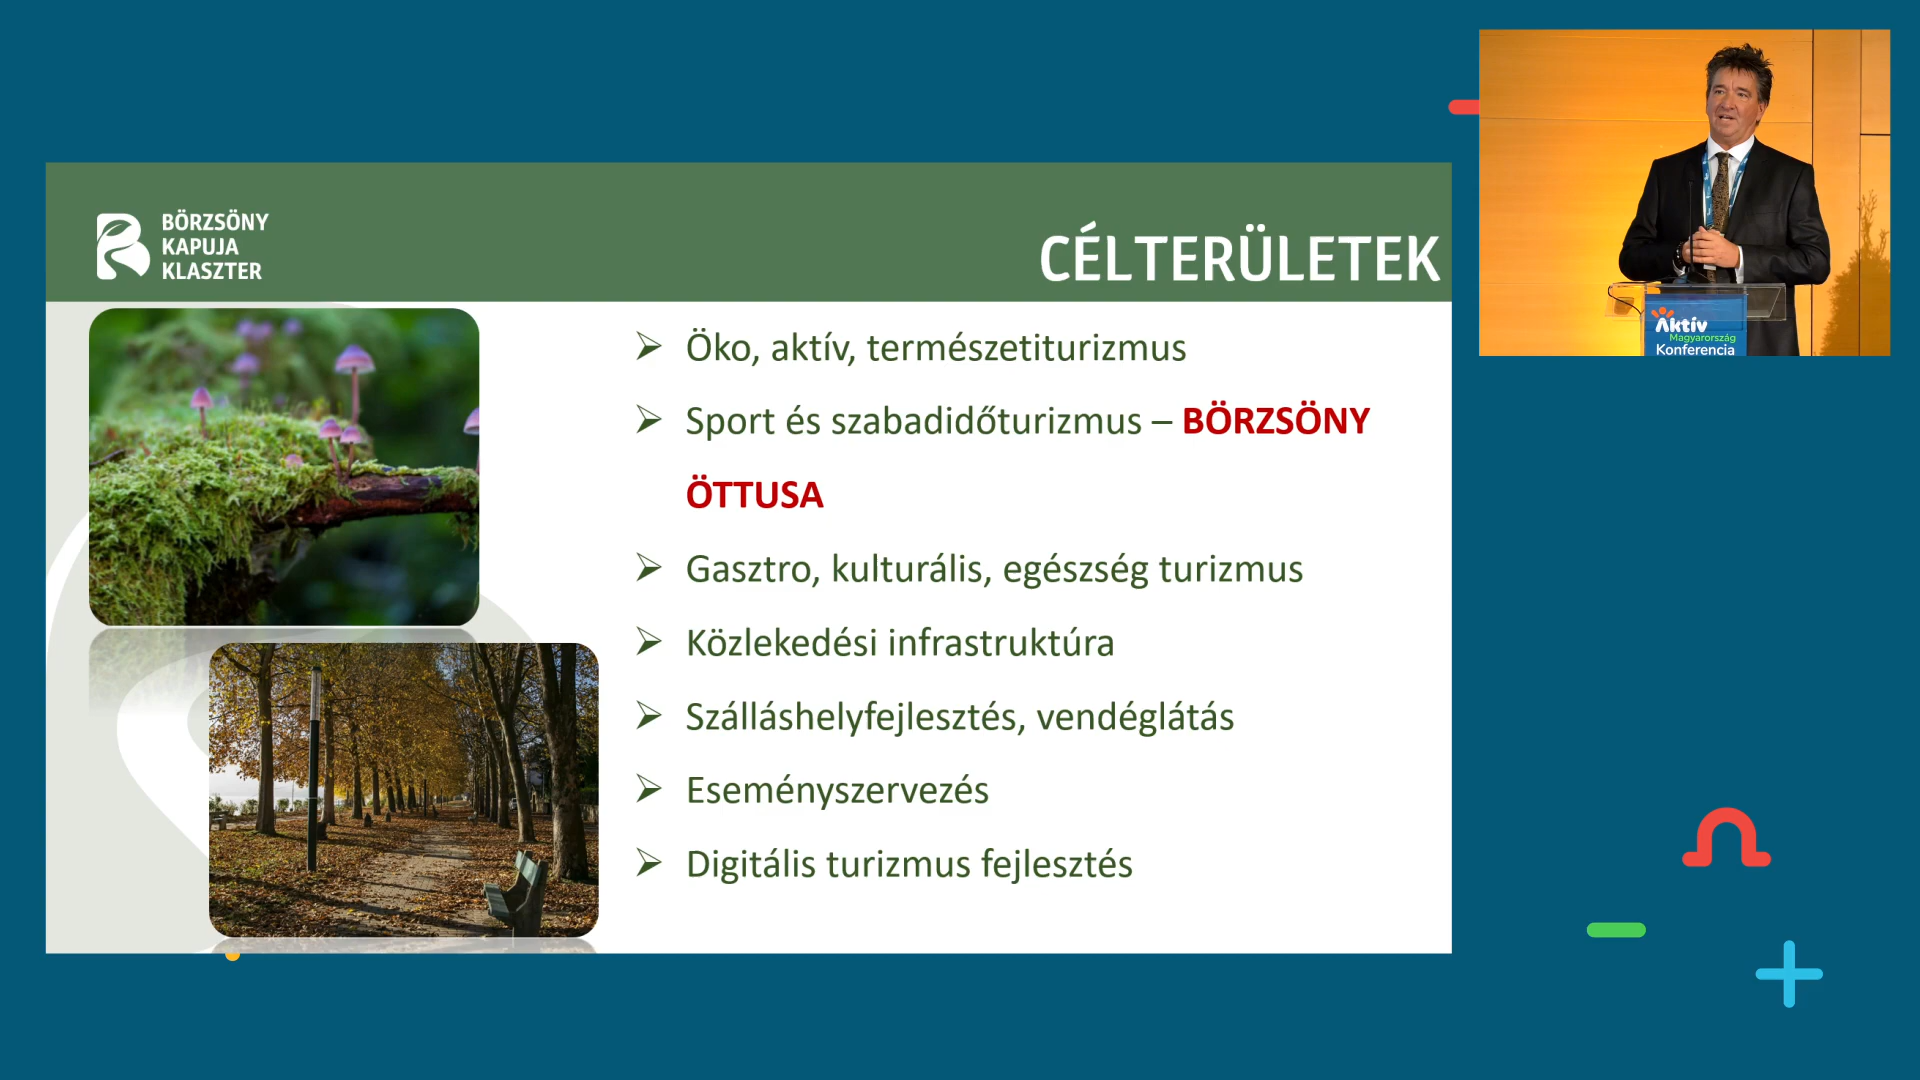 BÖRZSÖNY
KAPUJA
KLASZTER
CÉLTERÜLETEK
Öko, aktív, természetiturizmus
Sport és szabadidőturizmus – BÖRZSÖNY
ÖTTUSA
Gasztro, kulturális, egészség turizmus
Közlekedési infrastruktúra
Szálláshelyfejlesztés, vendéglátás
Eseményszervezés
Digitális turizmus fejlesztés
Aktív
Magyarország
Konferencia